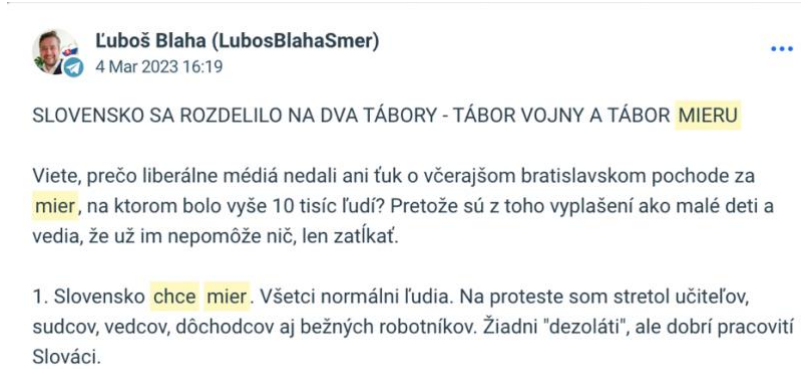 Ľuboš Blaha (LubosBlahaSmer)
4 Mar 2023 16:19
SLOVENSKO SA ROZDELILO NA DVA TÁBORY - TÁBOR VOJNY A TÁBOR MIERU
Viete, prečo liberálne médiá nedali ani ťuk o včerajšom bratislavskom pochode za
mier, na ktorom bolo vyše 10 tisíc ľudí? Pretože sú z toho vyplašení ako malé deti a
vedia, že už im nepomôže nič, len zatĺkať.
1. Slovensko chce mier. Všetci normálni ľudia. Na proteste som stretol učiteľov,
sudcov, vedcov, dôchodcov aj bežných robotníkov. Žiadni "dezoláti", ale dobrí pracovití
Slováci.